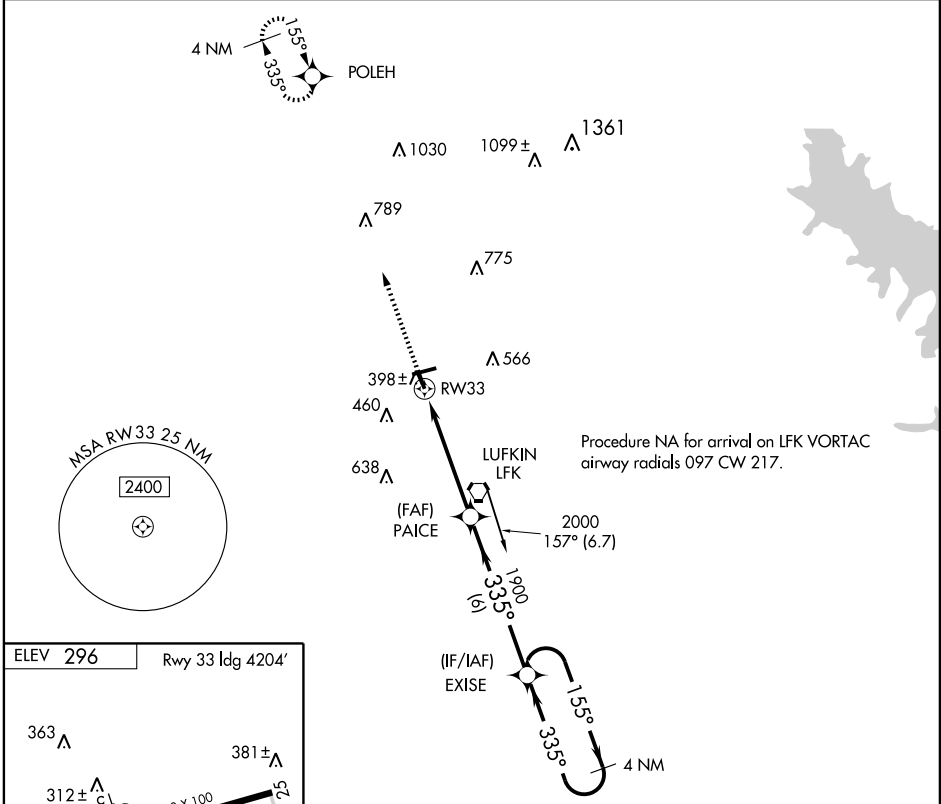 155°
4 NM
335°
POLEH
1361
1099±
1030
789
775
566
398±
RW33
460
MSA RW33 25 NM
2400
638
LUFKIN
LFK
Procedure NA for arrival on LFK VORTAC
airway radials 097 CW 217.
(FAF)
PAICE
2000
157° (6.7)
1900
335°
(6)
(IF/IAF)
EXISE
155°
335°
4 NM
ELEV 296
Rwy 33 ldg 4204'
363
381±
312±
X 100
25